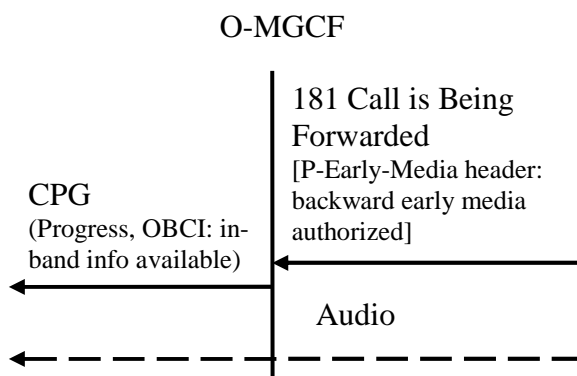 O-MGCF
181 Call is Being
Forwarded
[P-Early-Media header:
backward early media
authorized]
CPG
(Progress, OBCI: in-
band info available)
Audio